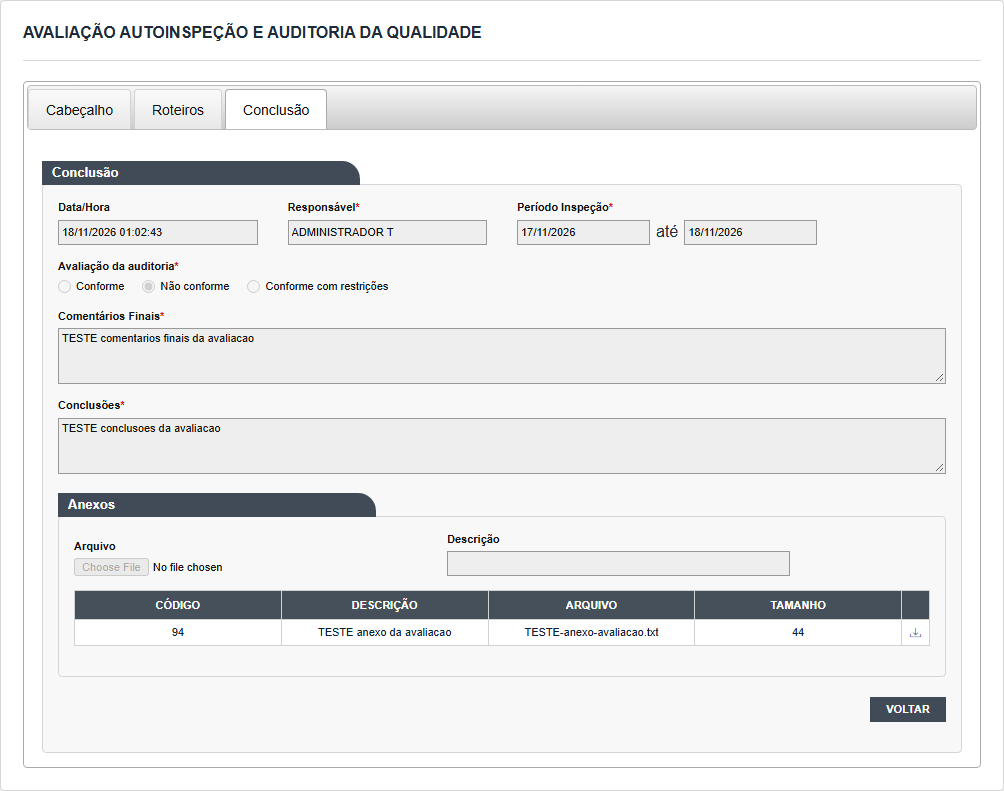 AVALIAÇÃO AUTOINSPEÇÃO E AUDITORIA DA QUALIDADE
Cabeçalho Roteiros Conclusão
Conclusão
Data/Hora Responsável* Período Inspeção*
18/11/2026 01:02:43 ADMINISTRADOR T 17/11/2026 até 18/11/2026
Avaliação da auditoria*
Conforme Não conforme Conforme com restrições
Comentários Finais*
TESTE comentarios finais da avaliacao
Conclusões*
TESTE conclusoes da avaliacao
Anexos
Arquivo Descrição
Choose File No file chosen
CÓDIGO DESCRIÇÃO ARQUIVO TAMANHO
94 TESTE anexo da avaliacao TESTE-anexo-avaliacao.txt 44
VOLTAR